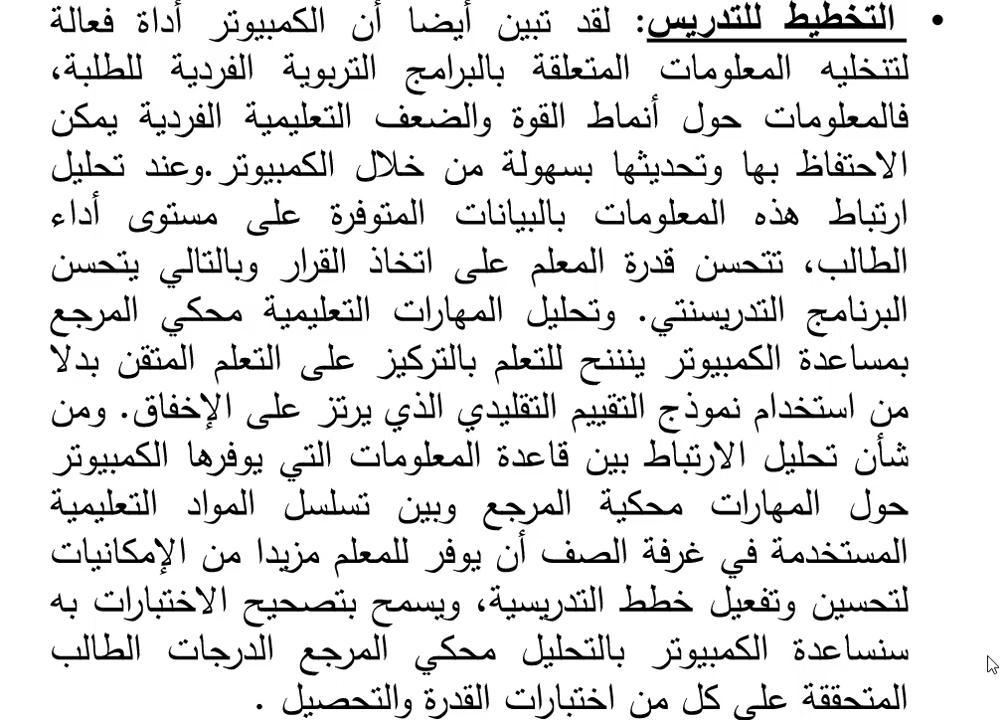 • التخطيط للتدريس: لقد تبين أيضا أن الكمبيوتر أداة فعالة
لتتخليه المعلومات المتعلقة بالبرامج التربوية الفردية للطلبة،
فالمعلومات حول أنماط القوة والضعف التعليمية الفردية يمكن
الاحتفاظ بها وتحديثها بسهولة من خلال الكمبيوتر.وعند تحليل
ارتباط هذه المعلومات بالبيانات المتوفرة على مستوى أداء
الطالب، تتحسن قدرة المعلم على اتخاذ القرار وبالتالي يتحسن
البرنامج التدريسنتي. وتحليل المهارات التعليمية محكي المرجع
بمساعدة الكمبيوتر ينننح للتعلم بالتركيز على التعلم المتقن بدلا
من استخدام نموذج التقييم التقليدي الذي يرتز على الإخفاق. ومن
شأن تحليل الارتباط بين قاعدة المعلومات التي يوفرها الكمبيوتر
حول المهارات محكية المرجع وبين تسلسل المواد التعليمية
المستخدمة في غرفة الصف أن يوفر للمعلم مزيدا من الإمكانيات
لتحسين وتفعيل خطط التدريسية، ويسمح بتصحيح الاختبارات به
سنساعدة الكمبيوتر بالتحليل محكي المرجع الدرجات الطالب
المتحققة على كل من اختبارات القدرة والتحصيل .